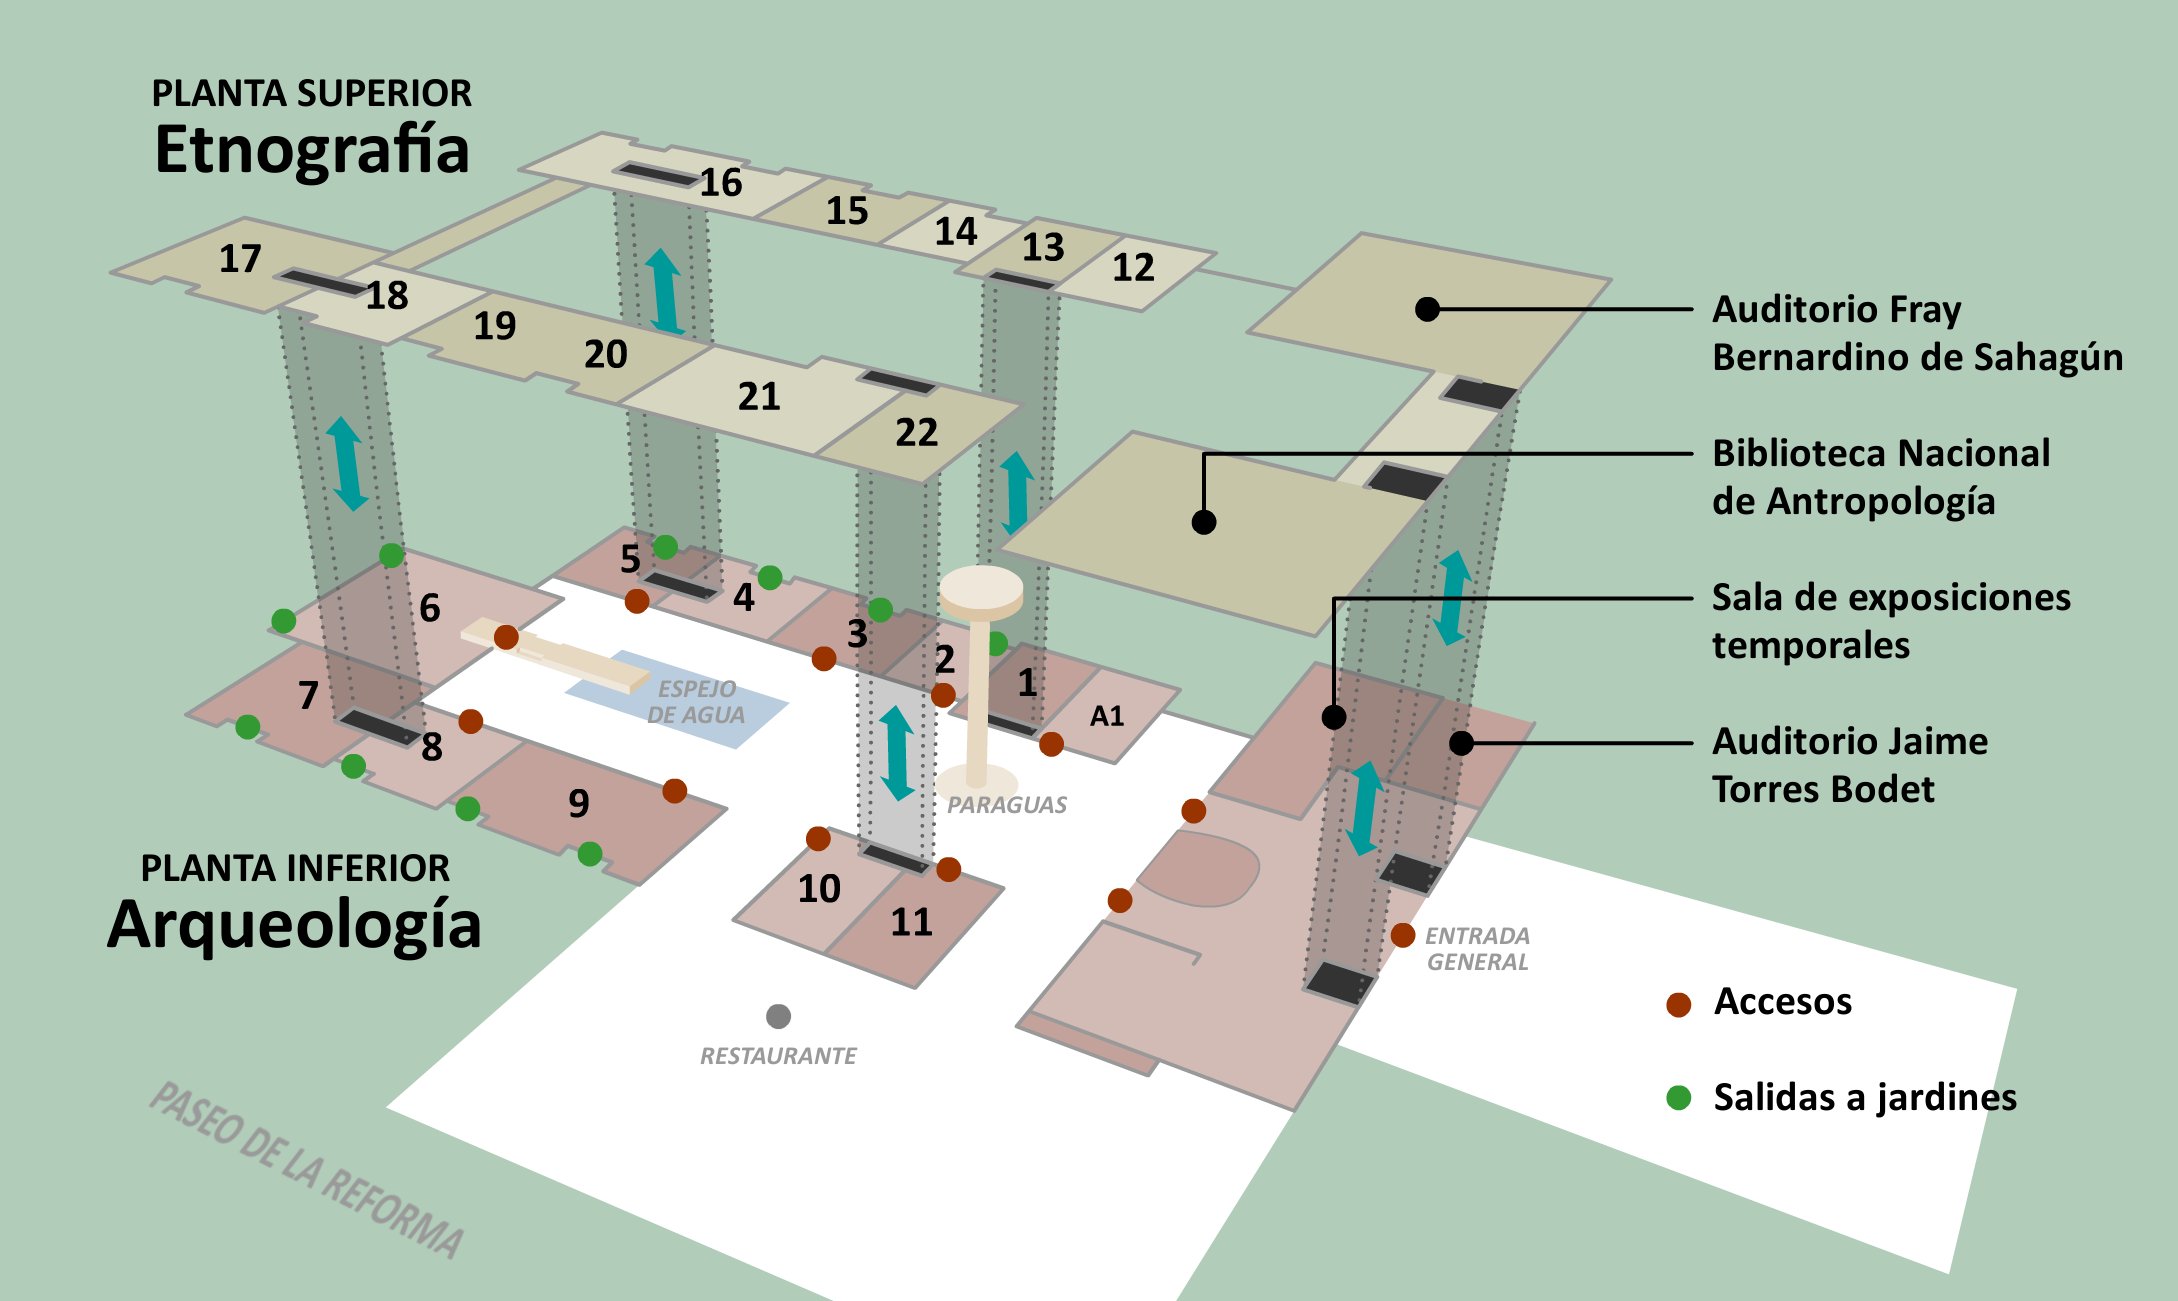 PLANTA SUPERIOR
Etnografía
16
15
14
13
12
17
18
19
20
21
22
Auditorio Fray
Bernardino de Sahagún
Biblioteca Nacional
de Antropología
Sala de exposiciones
temporales
Auditorio Jaime
Torres Bodet
5
4
3
2
1
A1
6
7
8
9
10
11
ESPEJO
DE AGUA
PARAGUAS
PLANTA INFERIOR
Arqueología
ENTRADA
GENERAL
RESTAURANTE
Accesos
Salidas a jardines
PASEO DE LA REFORMA